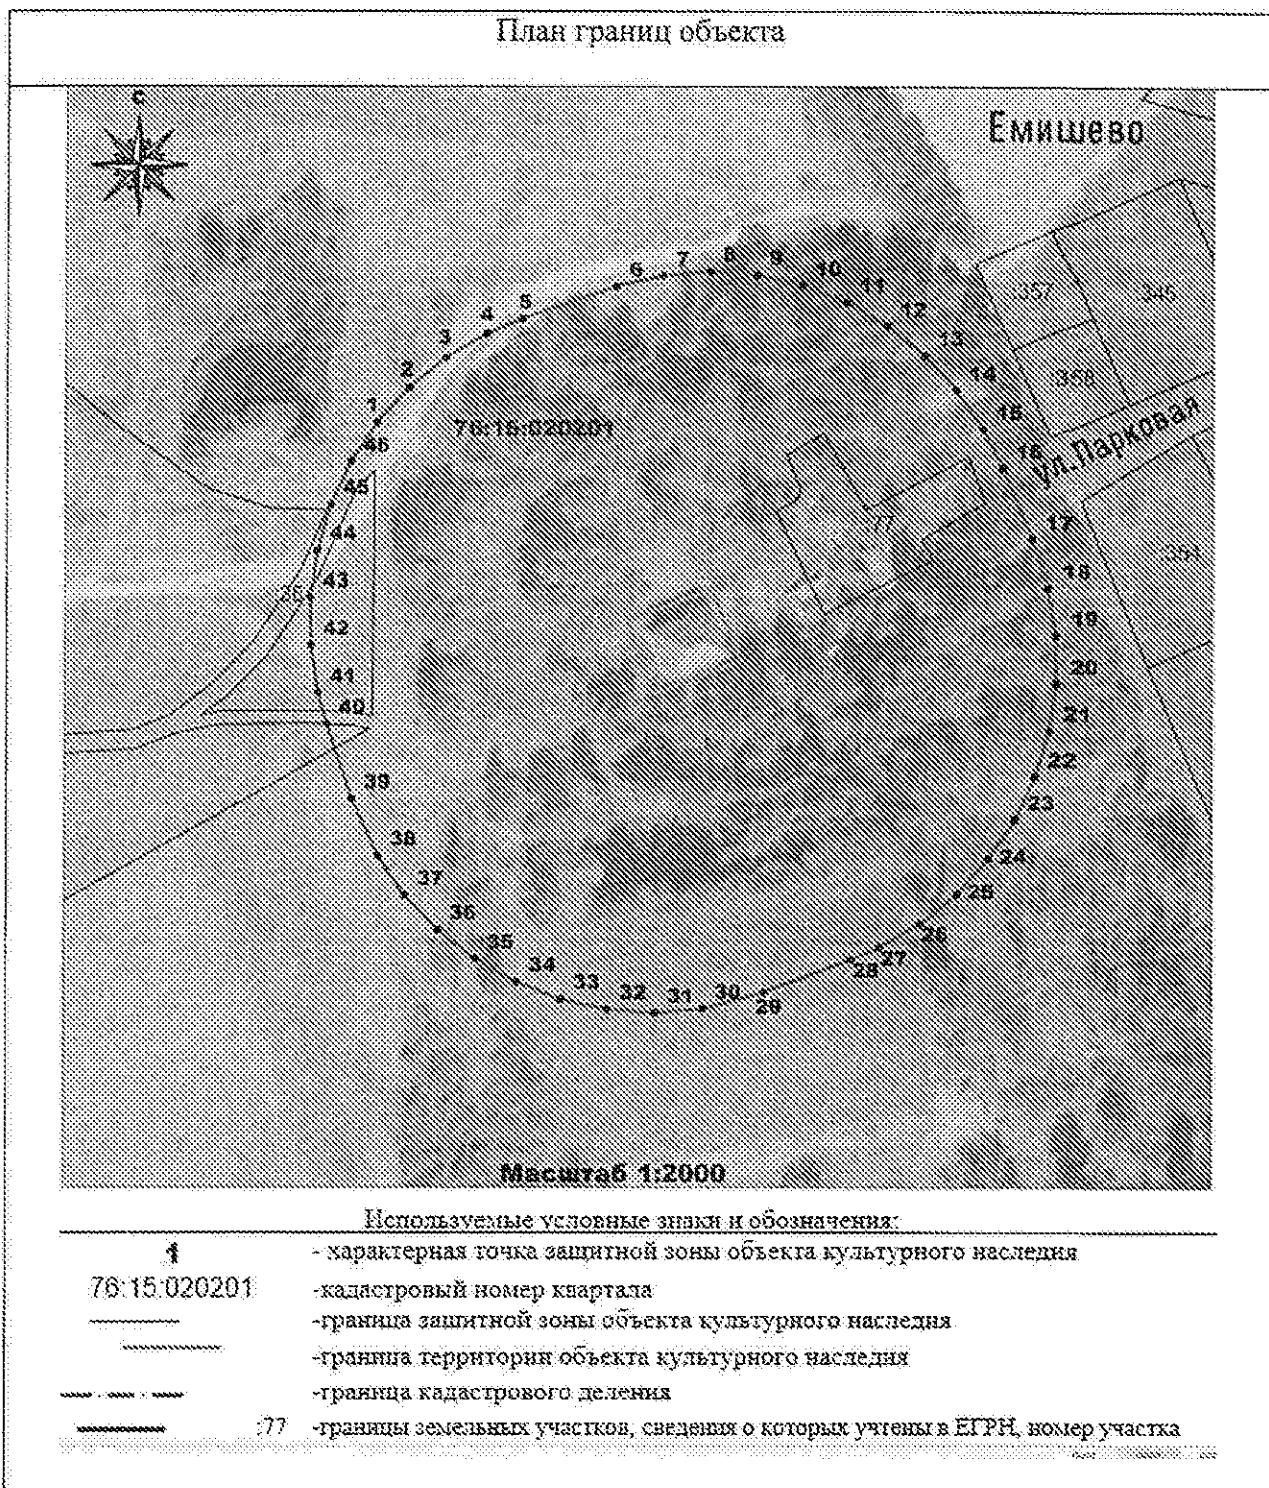 План границ объекта
С
Емишево
6 7 8 9 10
11
12
13
14
15
16
5
4
3
2
1
46
45
44
43
42
41
40
39
38
37
36
35
34
33 32 31 30 29
28 27
26
25
24
23
22
21
20
19
18
17
:357
:358
76:15:020201
ул.Парковая
:77
Масштаб 1:2000
Используемые условные знаки и обозначения:
1 - характерная точка защитной зоны объекта культурного наследия
76:15:020201 -кадастровый номер квартала
-граница защитной зоны объекта культурного наследия
-граница территории объекта культурного наследия
-граница кадастрового деления
:77 -границы земельных участков, сведения о которых учтены в ЕГРН, номер участка